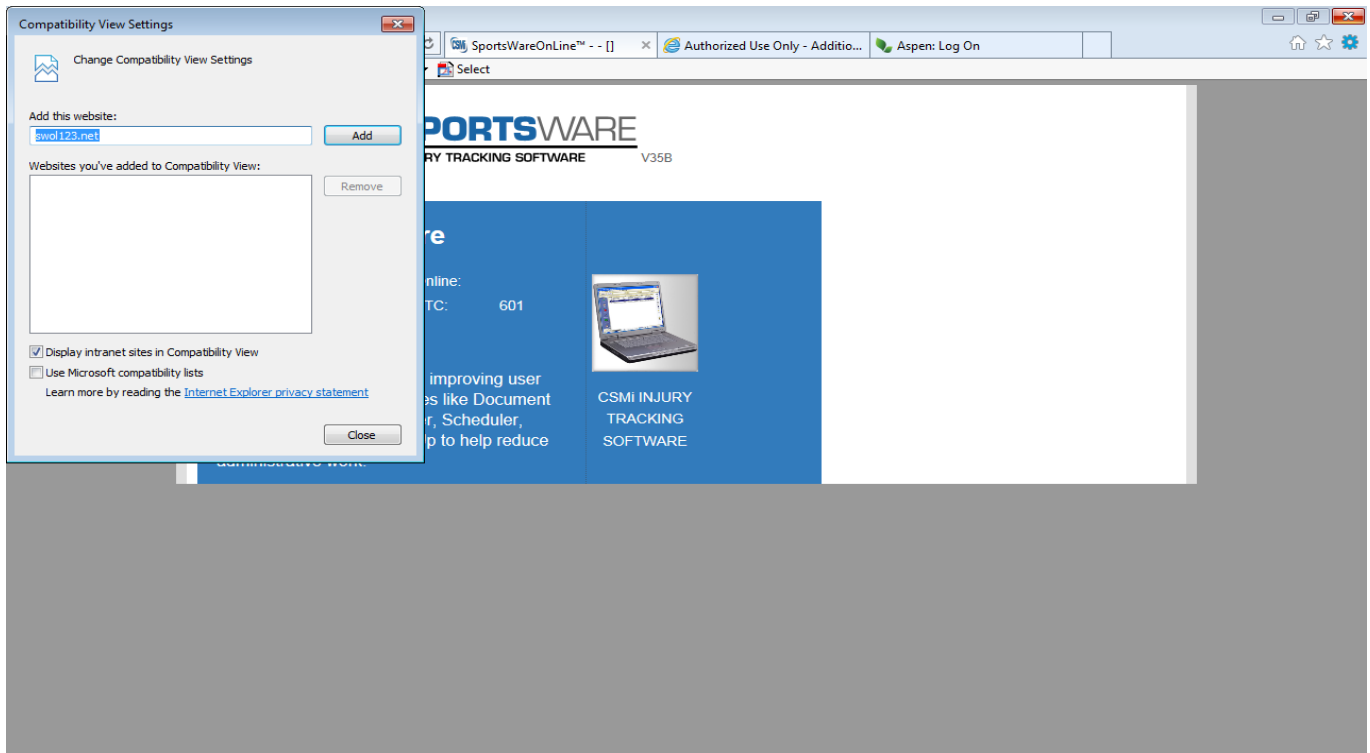 Compatibility View Settings
Change Compatibility View Settings
Add this website:
swol123.net
Add
Websites you've added to Compatibility View:
Remove
Display intranet sites in Compatibility View
Use Microsoft compatibility lists
Learn more by reading the Internet Explorer privacy statement
Close
CSMi SportsWareOnLine™ - - []
Authorized Use Only - Additio...
Aspen: Log On
Select
PORTSWARE
RY TRACKING SOFTWARE V35B
re
nline:
TC: 601
improving user
es like Document
r, Scheduler,
p to help reduce
administrative work.
CSMi INJURY
TRACKING
SOFTWARE